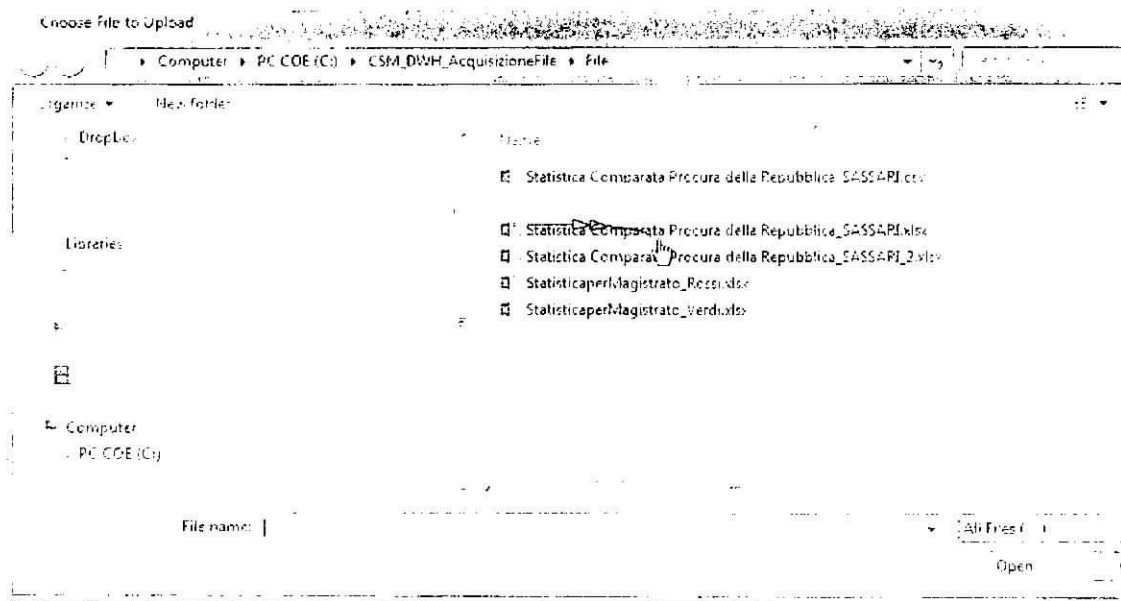 Choose File to Upload
Computer ▸ PC COE (C:) ▸ CSM_DWH_AcquisizioneFile ▸ File
Organize New folder
Dropbox
Name
Statistica Comparata Procura della Repubblica_SASSARI.csv
Libraries
Statistica Comparata Procura della Repubblica_SASSARI.xlsx
Statistica Comparata Procura della Repubblica_SASSARI_2.xlsx
StatisticaperMagistrato_Rossi.xlsx
StatisticaperMagistrato_Verdi.xlsx
Computer
PC COE (C:)
File name:
All Files
Open